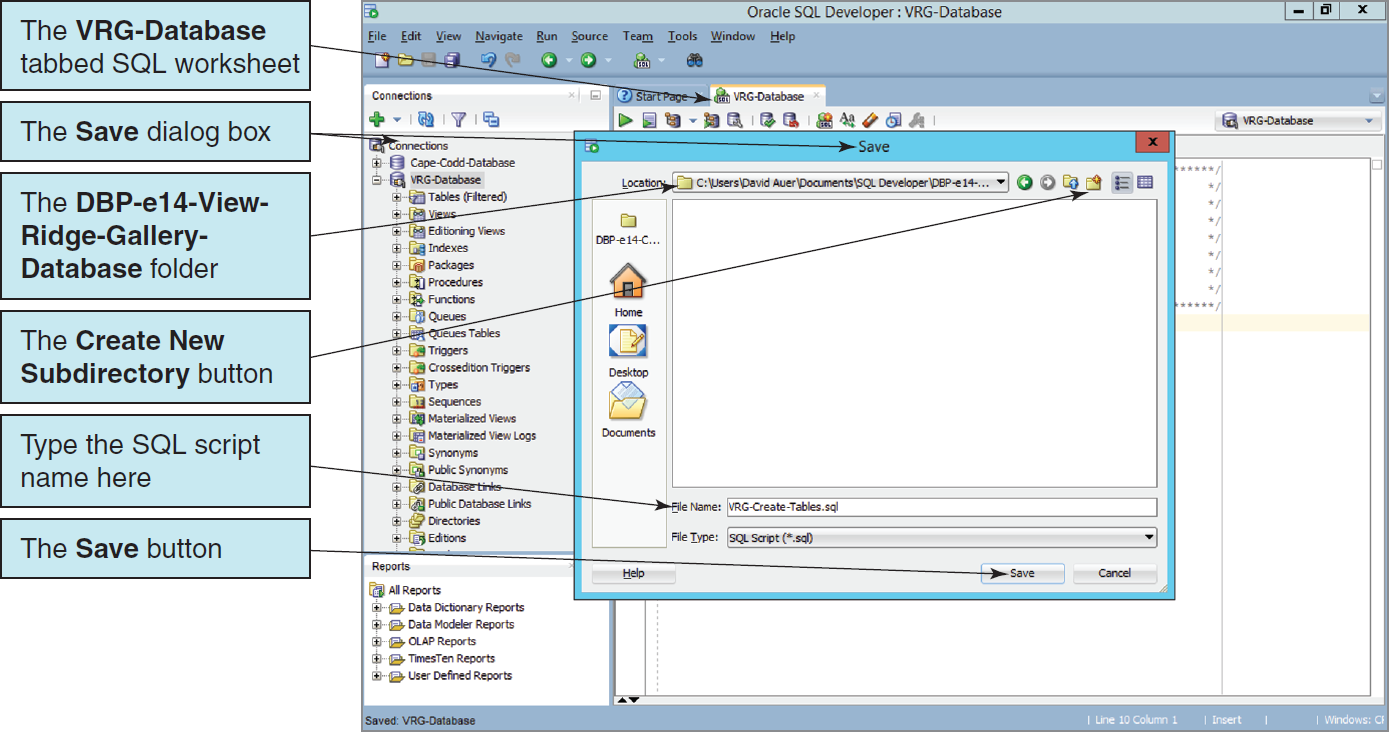 The VRG-Database
tabbed SQL worksheet
The Save dialog box
The DBP-e14-View-
Ridge-Gallery-
Database folder
The Create New
Subdirectory button
Type the SQL script
name here
The Save button
Oracle SQL Developer : VRG-Database
File Edit View Navigate Run Source Team Tools Window Help
Connections
Connections
Cape-Codd-Database
VRG-Database
Tables (Filtered)
Views
Editioning Views
Indexes
Packages
Procedures
Functions
Queues
Queues Tables
Triggers
Crossedition Triggers
Types
Sequences
Materialized Views
Materialized View Logs
Synonyms
Public Synonyms
Database Links
Public Database Links
Directories
Editions
Reports
All Reports
Data Dictionary Reports
Data Modeler Reports
OLAP Reports
TimesTen Reports
User Defined Reports
Start Page
VRG-Database
VRG-Database
******/
*/
*/
*/
*/
*/
*/
*/
******/
Save
Location: C:\Users\David Auer\Documents\SQL Developer\DBP-e14-...
DBP-e14-C...
Home
Desktop
Documents
File Name: VRG-Create-Tables.sql
File Type: SQL Script (*.sql)
Help
Save
Cancel
Saved: VRG-Database
Line 10 Column 1
Insert
Windows: